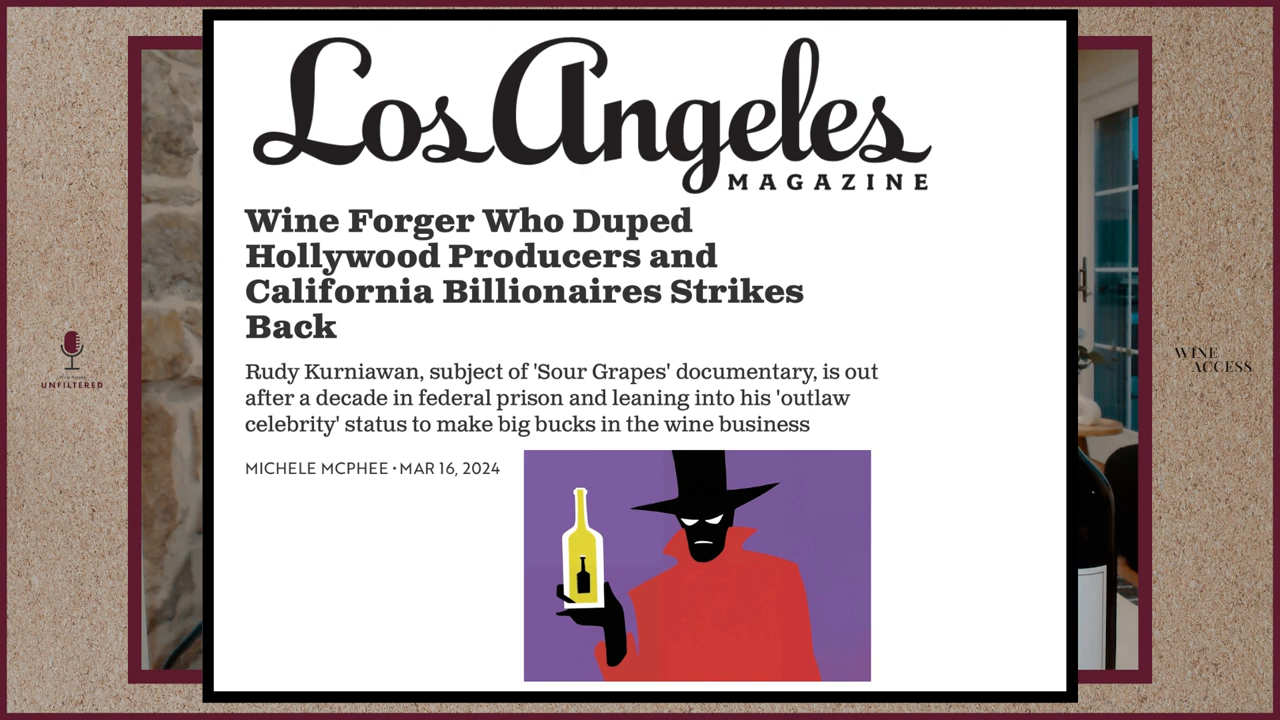 Los Angeles
MAGAZINE
Wine Forger Who Duped
Hollywood Producers and
California Billionaires Strikes
Back
Rudy Kurniawan, subject of 'Sour Grapes' documentary, is out
after a decade in federal prison and leaning into his 'outlaw
celebrity' status to make big bucks in the wine business
MICHELE MCPHEE • MAR 16, 2024
UNFILTERED
WINE
ACCESS